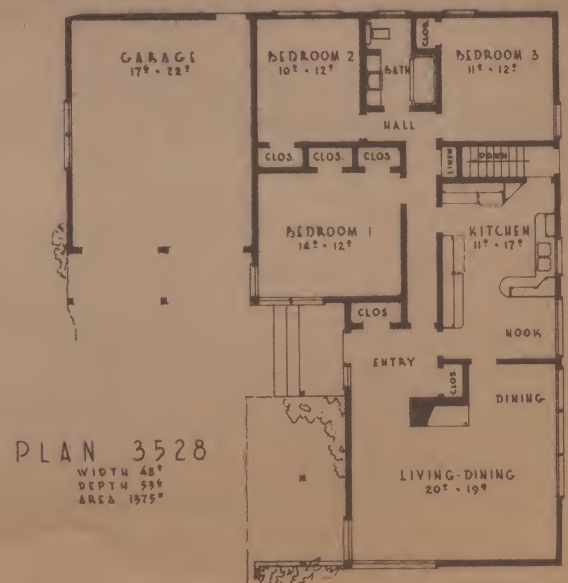 GARAGE
17⁰ × 22⁰
BEDROOM 2
10⁰ × 12⁰
CLOS.
BATH
BEDROOM 3
11⁰ × 12⁰
HALL
CLOS.
CLOS.
CLOS.
LINEN
DOWN
BEDROOM 1
14⁰ × 12⁰
KITCHEN
11⁰ × 17⁰
CLOS
NOOK
ENTRY
CLOS.
DINING
LIVING-DINING
20⁰ × 19⁰
PLAN 3528
WIDTH 48⁰
DEPTH 53⁶
AREA 1375